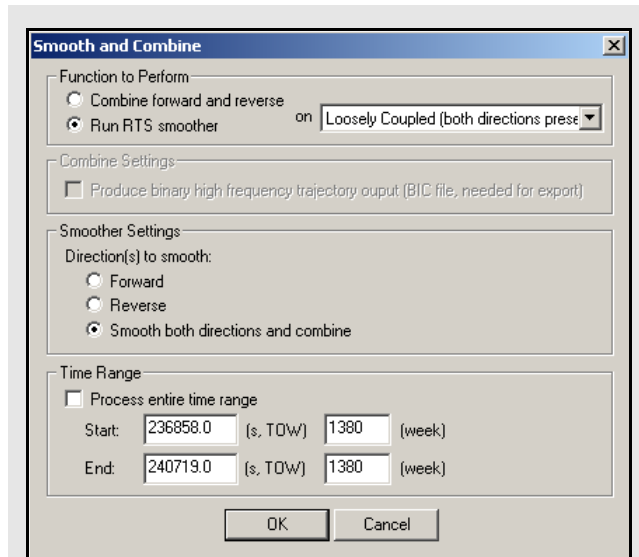 Smooth and Combine
Function to Perform
Combine forward and reverse
Run RTS smoother
on Loosely Coupled (both directions prese
Combine Settings
Produce binary high frequency trajectory ouput (BIC file, needed for export)
Smoother Settings
Direction(s) to smooth:
Forward
Reverse
Smooth both directions and combine
Time Range
Process entire time range
Start: 236858.0 (s, TOW) 1380 (week)
End: 240719.0 (s, TOW) 1380 (week)
OK Cancel